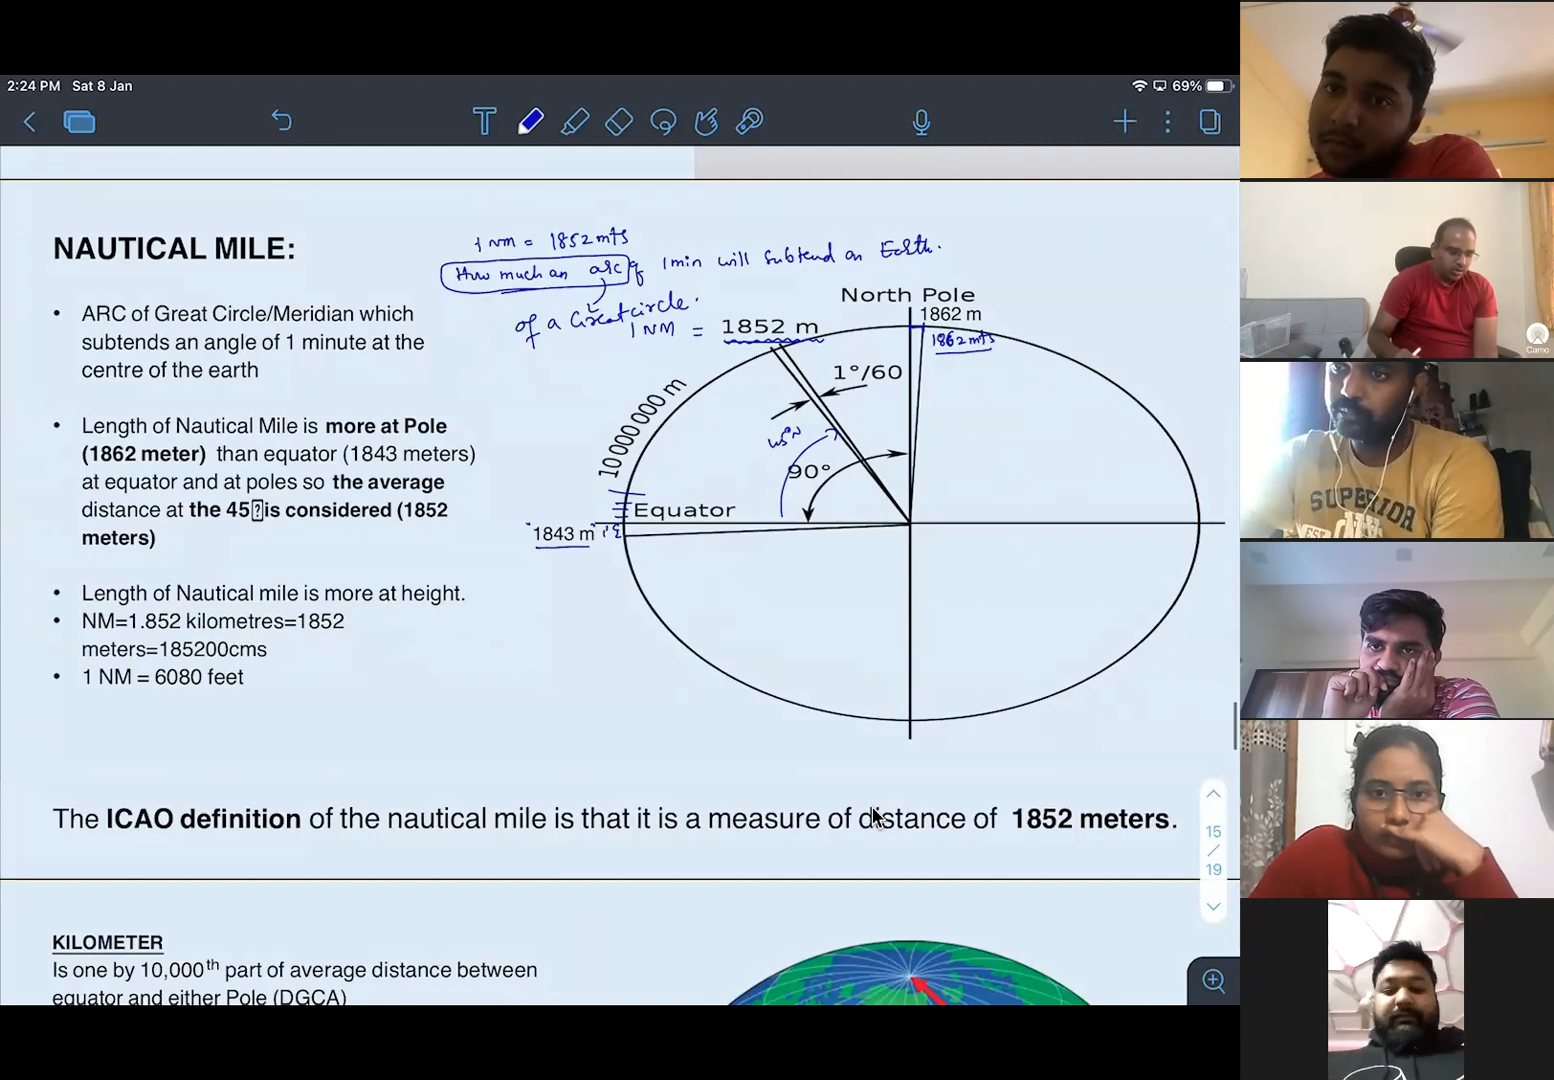 2:24 PM Sat 8 Jan
69%
NAUTICAL MILE:
1 NM = 1852 mts
How much an arc of 1 min will subtend on Earth.
of a Great circle.
1 NM = 1852 m
North Pole
1862 m
1862 mts
1°/60
45°N
90°
10 000 000 m
Equator
1843 m
• ARC of Great Circle/Meridian which
subtends an angle of 1 minute at the
centre of the earth
• Length of Nautical Mile is more at Pole
(1862 meter) than equator (1843 meters)
at equator and at poles so the average
distance at the 45 is considered (1852
meters)
• Length of Nautical mile is more at height.
• NM=1.852 kilometres=1852
meters=185200cms
• 1 NM = 6080 feet
The ICAO definition of the nautical mile is that it is a measure of distance of 1852 meters.
15
/
19
KILOMETER
Is one by 10,000th part of average distance between
equator and either Pole (DGCA)
SUPERIOR
Camo